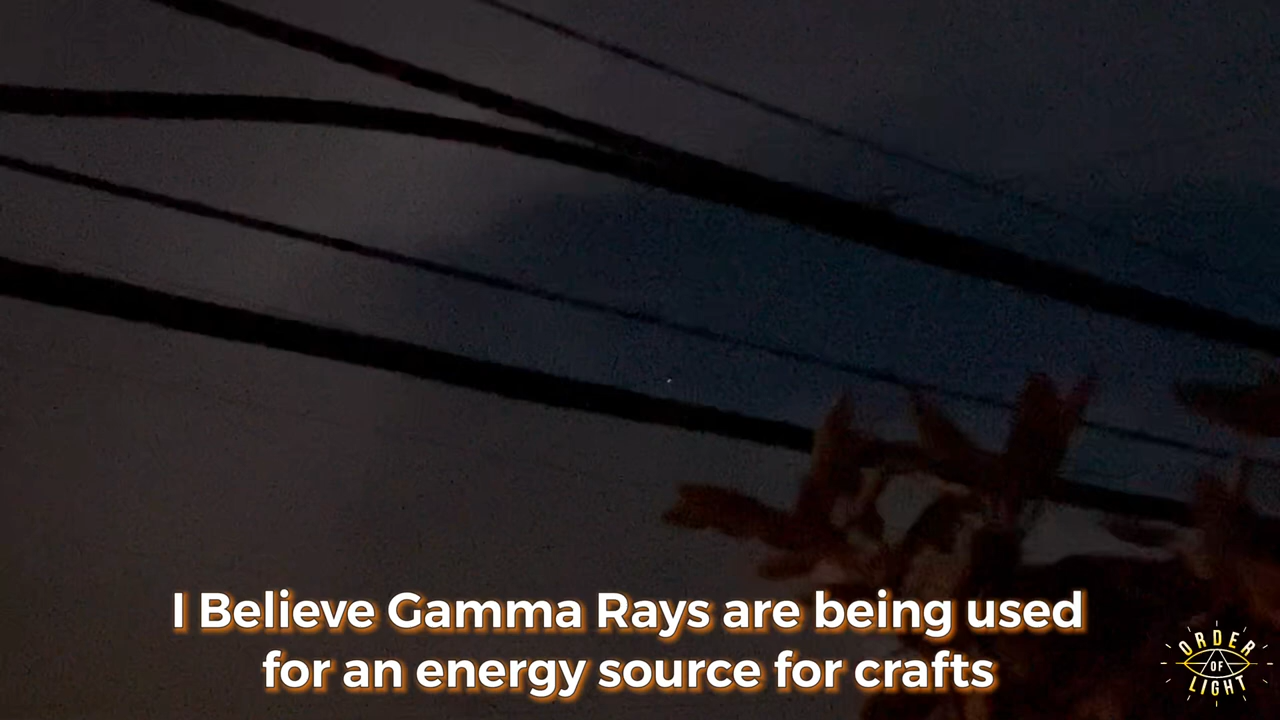 I Believe Gamma Rays are being used
for an energy source for crafts
ORDER
OF
LIGHT